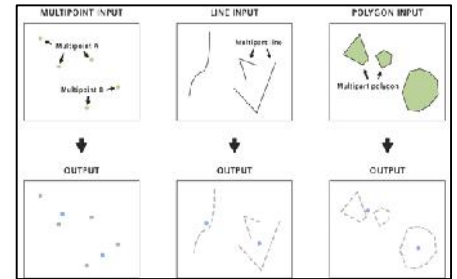 MULTIPOINT INPUT
LINE INPUT
POLYGON INPUT
Multipoint A
Multipoint B
Multipart line
Multipart polygon
OUTPUT
OUTPUT
OUTPUT